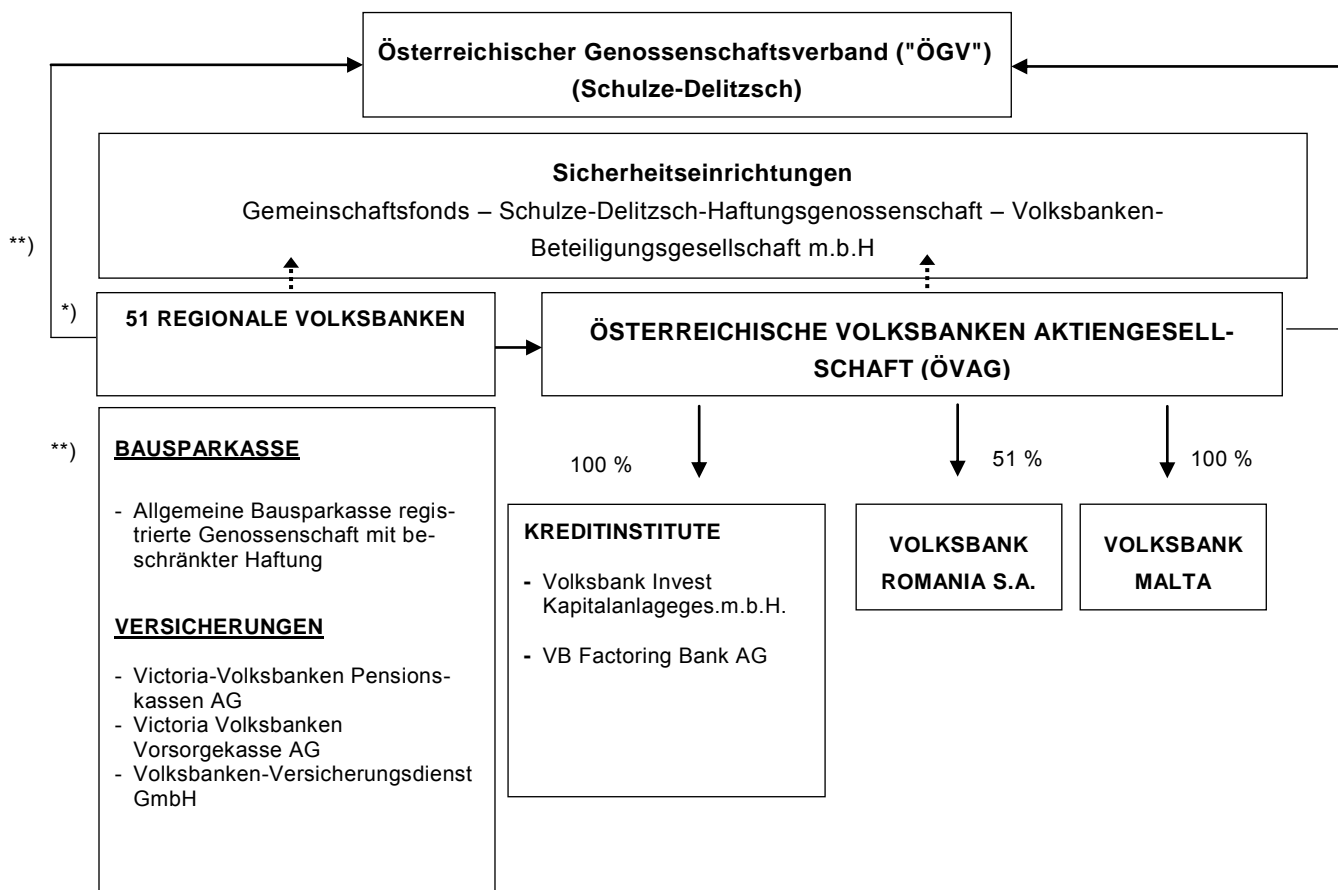 Österreichischer Genossenschaftsverband ("ÖGV")
(Schulze-Delitzsch)
Sicherheitseinrichtungen
Gemeinschaftsfonds – Schulze-Delitzsch-Haftungsgenossenschaft – Volksbanken-
Beteiligungsgesellschaft m.b.H
**)
*)
51 REGIONALE VOLKSBANKEN
ÖSTERREICHISCHE VOLKSBANKEN AKTIENGESELL-
SCHAFT (ÖVAG)
**)
BAUSPARKASSE
- Allgemeine Bausparkasse regis-
trierte Genossenschaft mit be-
schränkter Haftung
VERSICHERUNGEN
- Victoria-Volksbanken Pensions-
kassen AG
- Victoria Volksbanken
Vorsorgekasse AG
- Volksbanken-Versicherungsdienst
GmbH
100 %
51 %
100 %
KREDITINSTITUTE
- Volksbank Invest
Kapitalanlageges.m.b.H.
- VB Factoring Bank AG
VOLKSBANK
ROMANIA S.A.
VOLKSBANK
MALTA